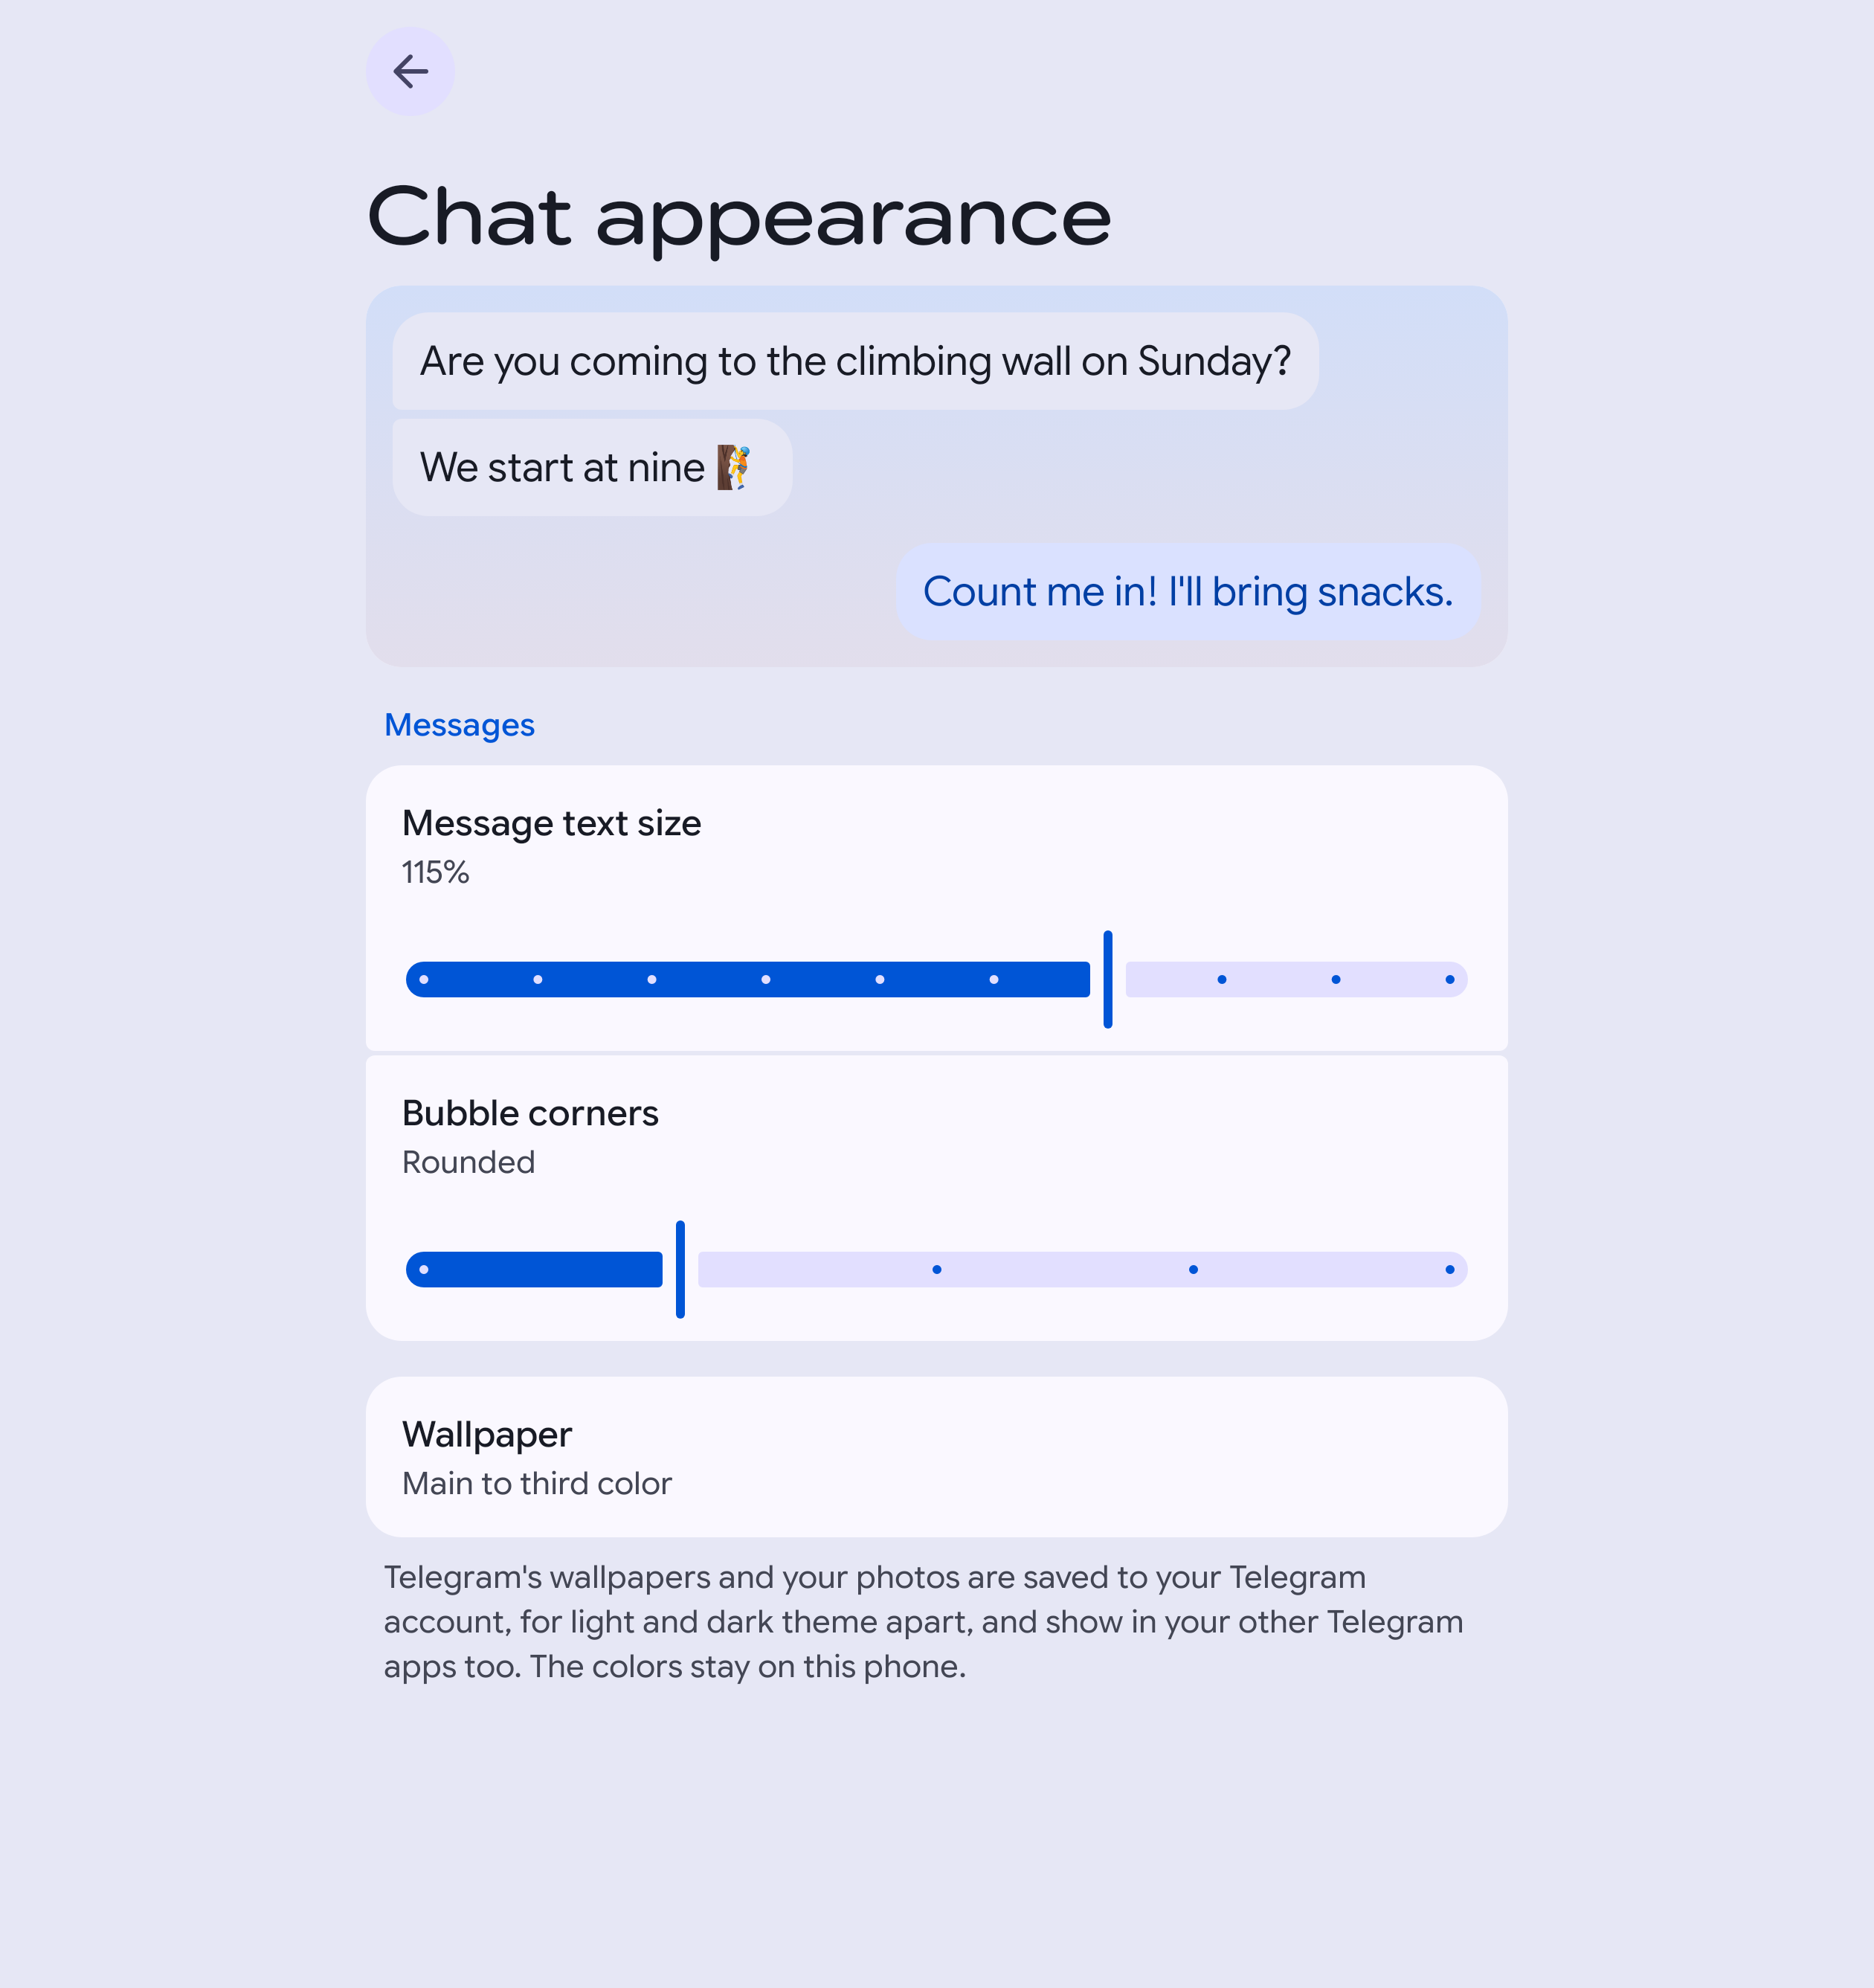 Chat appearance
Are you coming to the climbing wall on Sunday?
We start at nine 🧗
Count me in! I'll bring snacks.
Messages
Message text size
115%
Bubble corners
Rounded
Wallpaper
Main to third color
Telegram's wallpapers and your photos are saved to your Telegram
account, for light and dark theme apart, and show in your other Telegram
apps too. The colors stay on this phone.